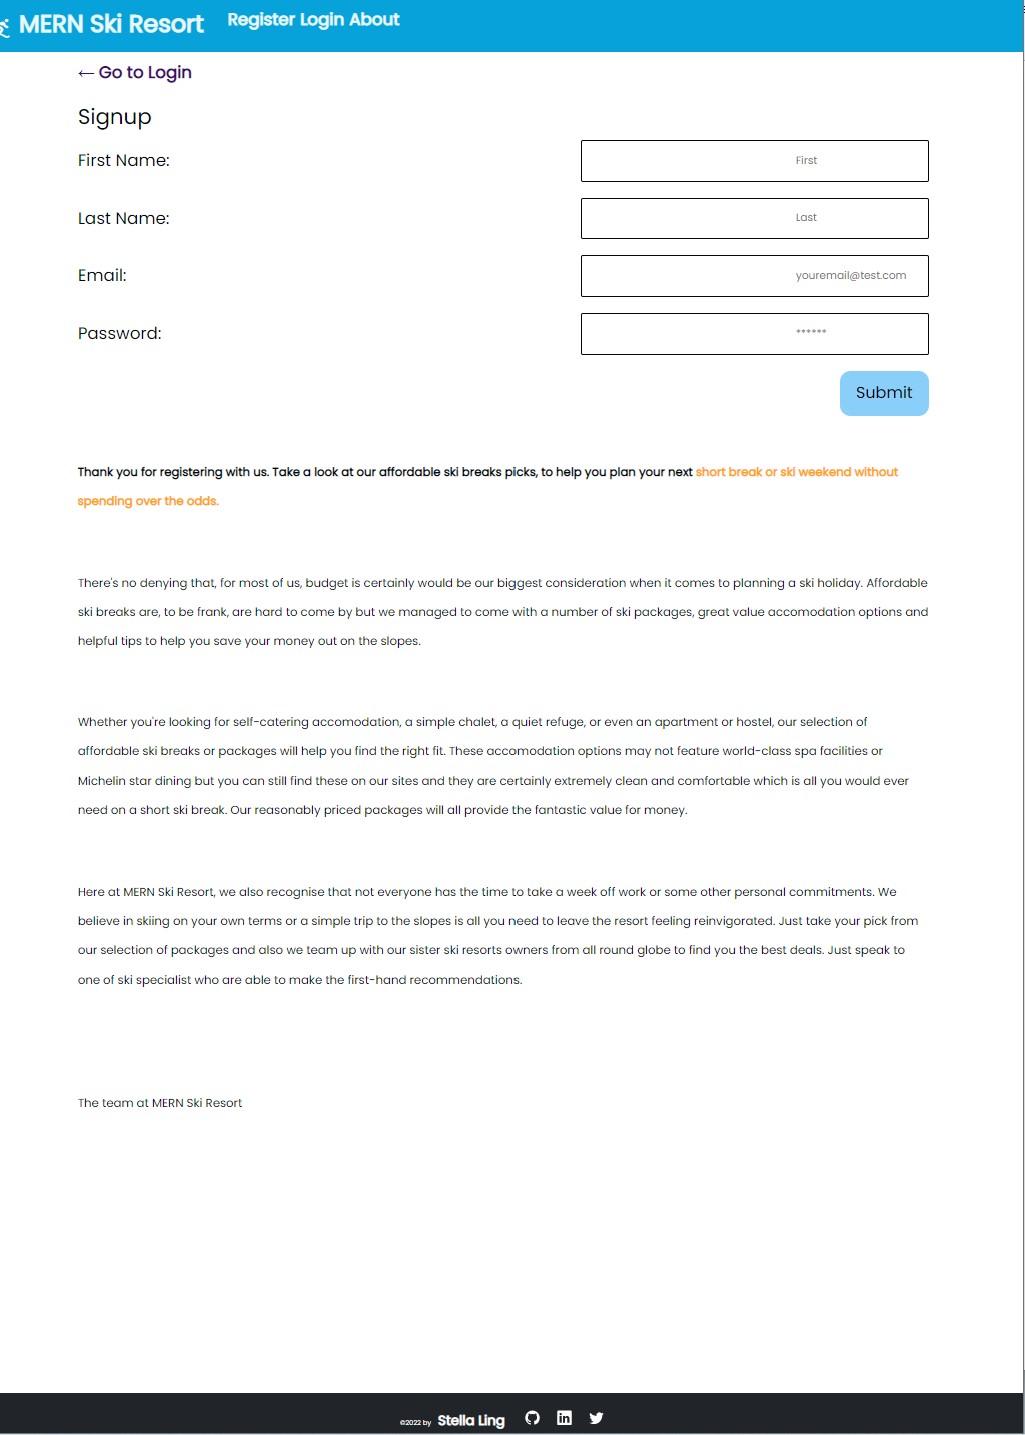 MERN Ski Resort Register Login About
← Go to Login
Signup
First Name: First
Last Name: Last
Email: youremail@test.com
Password: ******
Submit
Thank you for registering with us. Take a look at our affordable ski breaks picks, to help you plan your next short break or ski weekend without
spending over the odds.
There's no denying that, for most of us, budget is certainly would be our biggest consideration when it comes to planning a ski holiday. Affordable
ski breaks are, to be frank, are hard to come by but we managed to come with a number of ski packages, great value accomodation options and
helpful tips to help you save your money out on the slopes.
Whether you're looking for self-catering accomodation, a simple chalet, a quiet refuge, or even an apartment or hostel, our selection of
affordable ski breaks or packages will help you find the right fit. These accomodation options may not feature world-class spa facilities or
Michelin star dining but you can still find these on our sites and they are certainly extremely clean and comfortable which is all you would ever
need on a short ski break. Our reasonably priced packages will all provide the fantastic value for money.
Here at MERN Ski Resort, we also recognise that not everyone has the time to take a week off work or some other personal commitments. We
believe in skiing on your own terms or a simple trip to the slopes is all you need to leave the resort feeling reinvigorated. Just take your pick from
our selection of packages and also we team up with our sister ski resorts owners from all round globe to find you the best deals. Just speak to
one of ski specialist who are able to make the first-hand recommendations.
The team at MERN Ski Resort
©2022 by Stella Ling